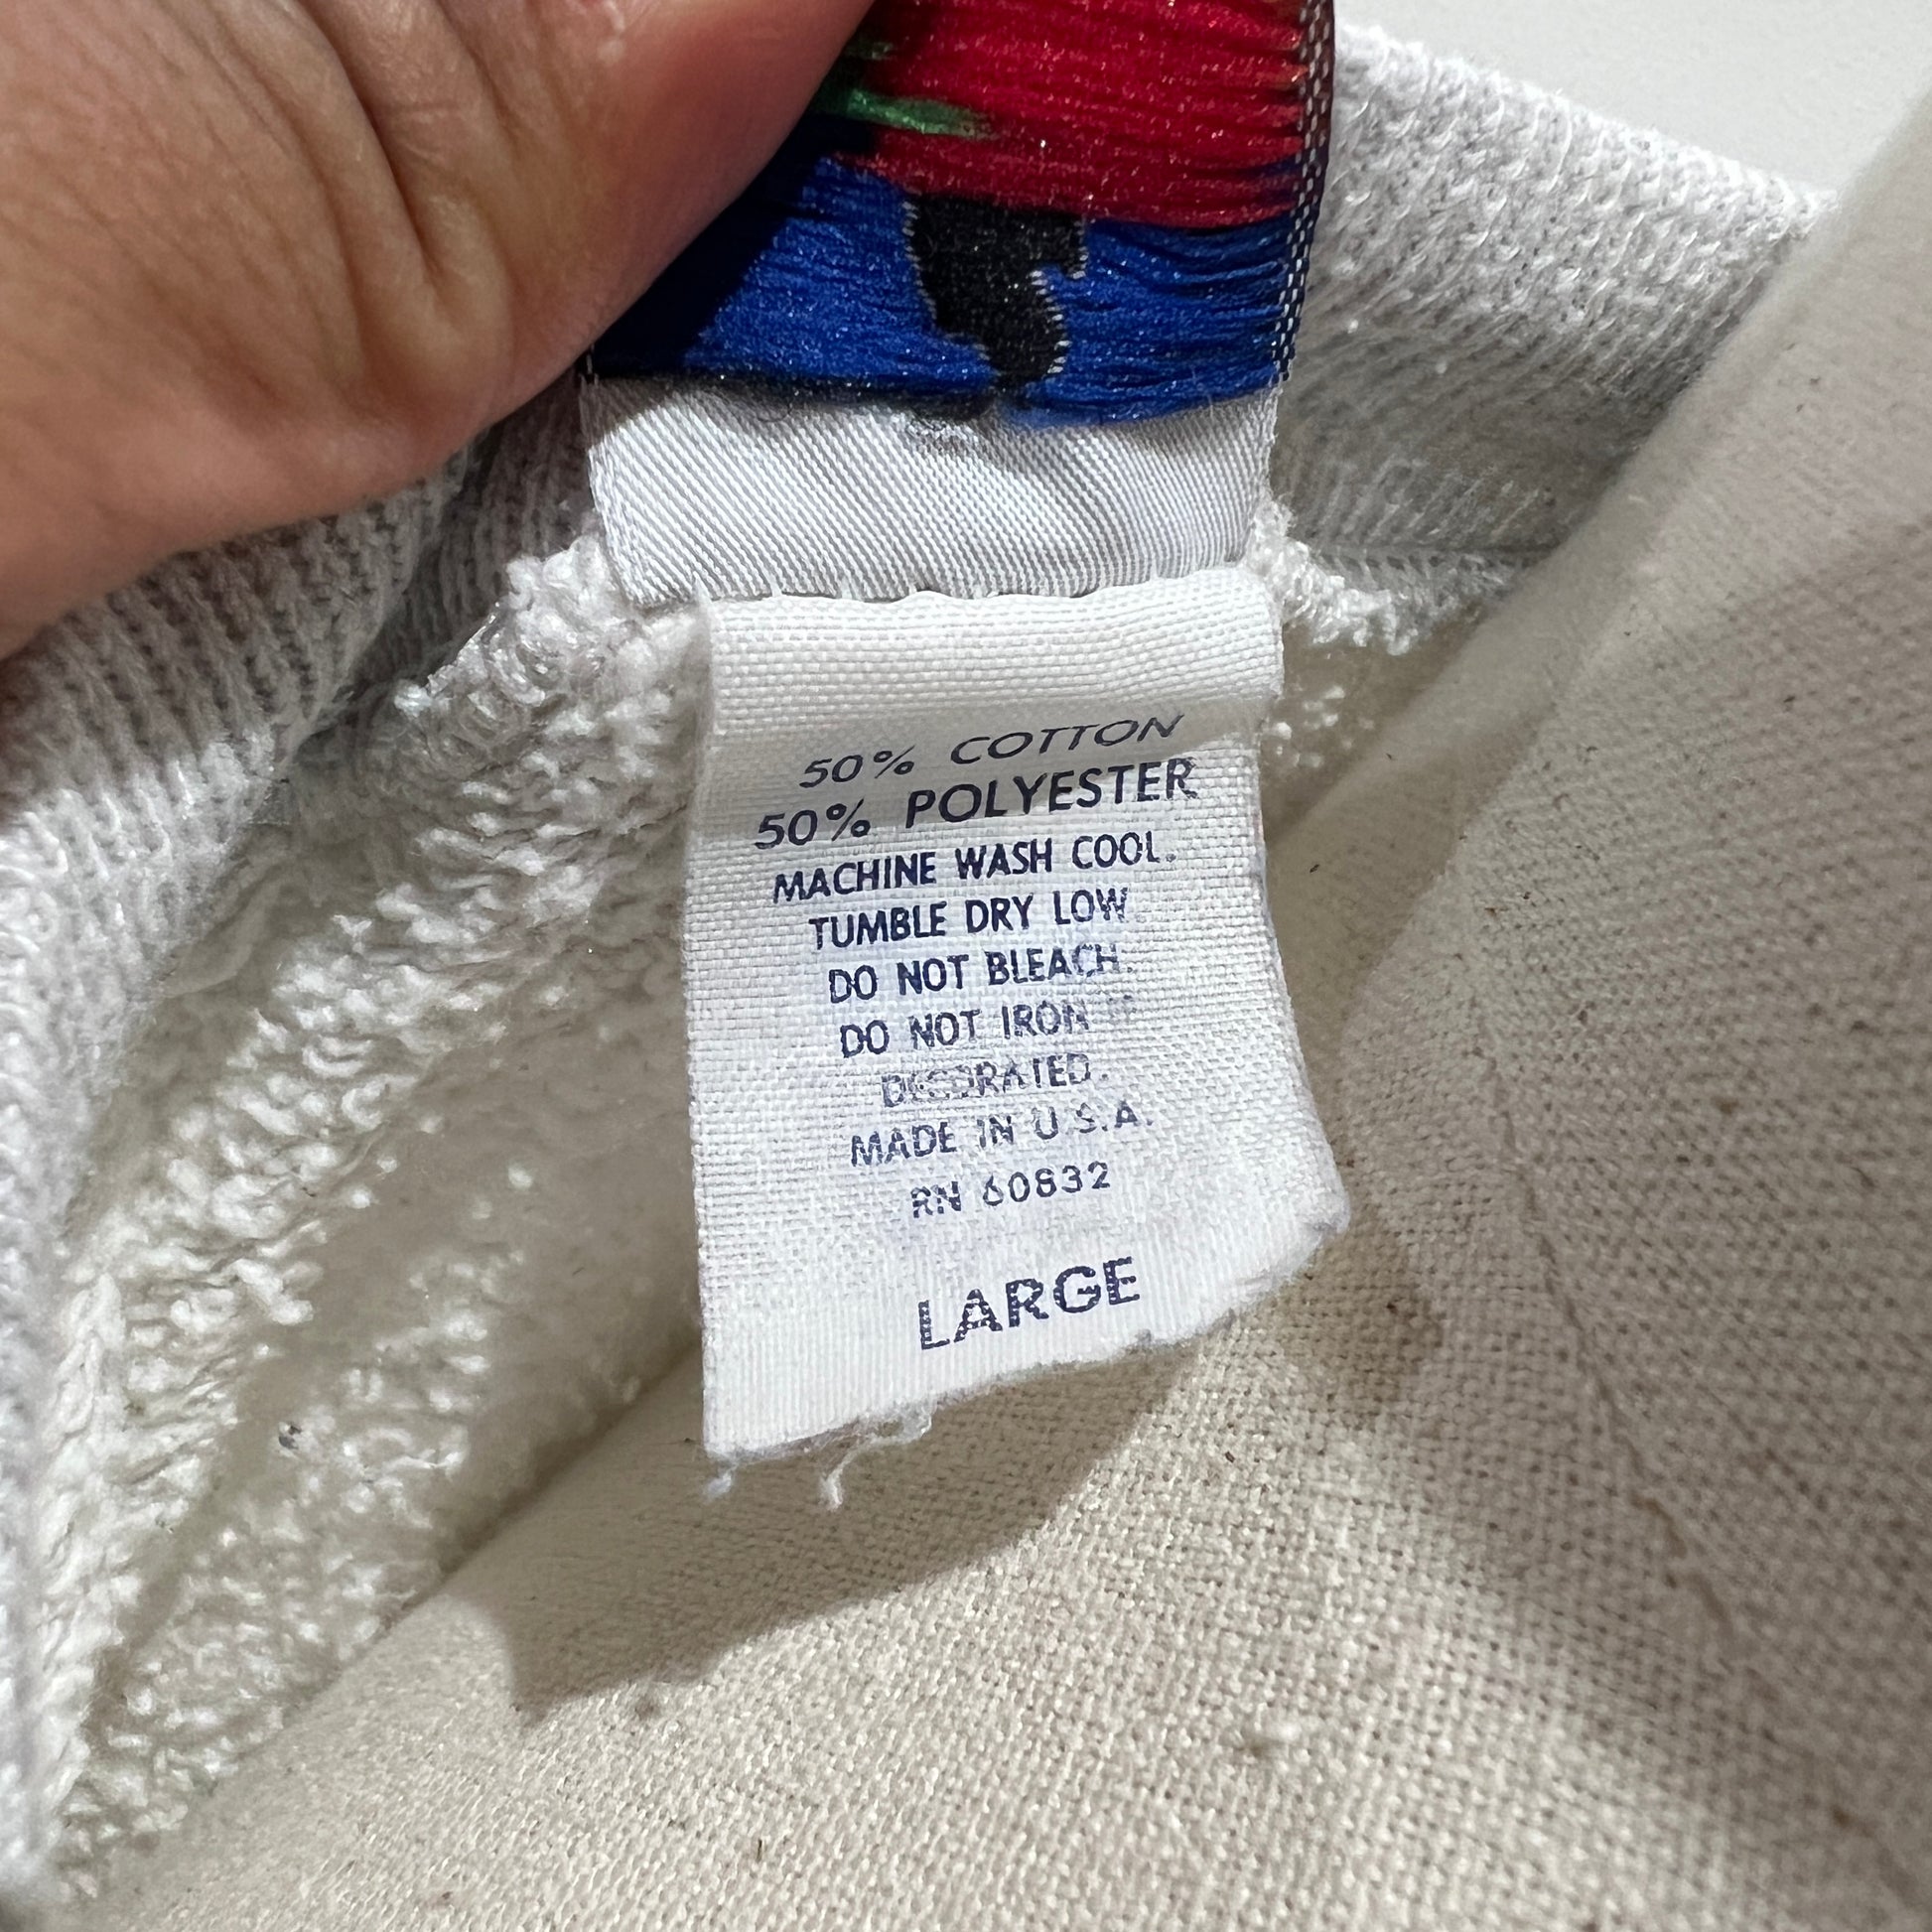 50% COTTON
50% POLYESTER
MACHINE WASH COOL.
TUMBLE DRY LOW.
DO NOT BLEACH.
DO NOT IRON IF
DECORATED.
MADE IN U.S.A.
RN 60832
LARGE